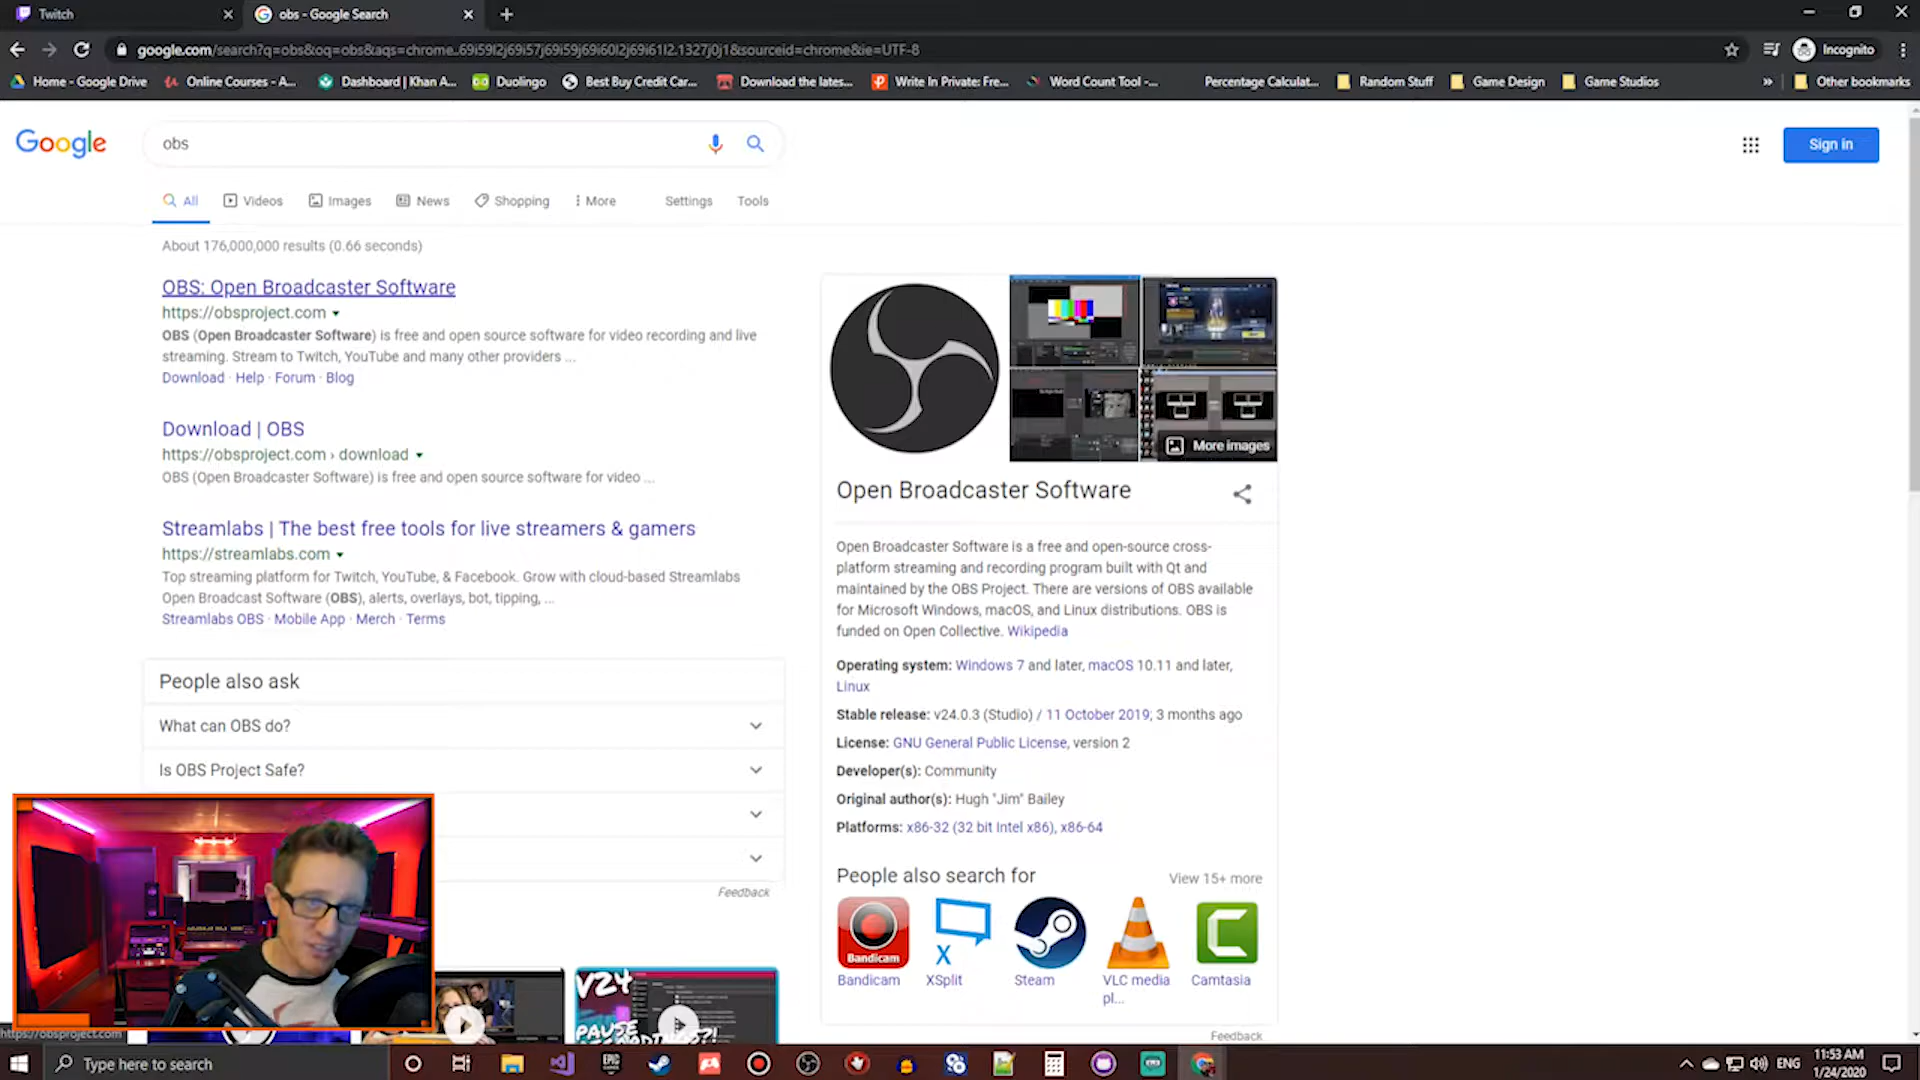 Twitch
obs - Google Search
google.com/search?q=obs&oq=obs&aqs=chrome..69i59l2j69i57j69i59j69i60l2j69i61l2.1327j0j1&sourceid=chrome&ie=UTF-8
Incognito
Home - Google Drive
Online Courses - A...
Dashboard | Khan A...
Duolingo
Best Buy Credit Car...
Download the lates...
Write In Private: Fre...
Word Count Tool -...
Percentage Calculat...
Random Stuff
Game Design
Game Studios
»
Other bookmarks
Google
obs
Sign in
All
Videos
Images
News
Shopping
More
Settings
Tools
About 176,000,000 results (0.66 seconds)
OBS: Open Broadcaster Software
https://obsproject.com
OBS (Open Broadcaster Software) is free and open source software for video recording and live
streaming. Stream to Twitch, YouTube and many other providers ...
Download · Help · Forum · Blog
Download | OBS
https://obsproject.com › download
OBS (Open Broadcaster Software) is free and open source software for video ...
Streamlabs | The best free tools for live streamers & gamers
https://streamlabs.com
Top streaming platform for Twitch, YouTube, & Facebook. Grow with cloud-based Streamlabs
Open Broadcast Software (OBS), alerts, overlays, bot, tipping, ...
Streamlabs OBS · Mobile App · Merch · Terms
People also ask
What can OBS do?
Is OBS Project Safe?
Feedback
V24
PAUSE
?!
More images
Open Broadcaster Software
Open Broadcaster Software is a free and open-source cross-
platform streaming and recording program built with Qt and
maintained by the OBS Project. There are versions of OBS available
for Microsoft Windows, macOS, and Linux distributions. OBS is
funded on Open Collective. Wikipedia
Operating system: Windows 7 and later, macOS 10.11 and later,
Linux
Stable release: v24.0.3 (Studio) / 11 October 2019; 3 months ago
License: GNU General Public License, version 2
Developer(s): Community
Original author(s): Hugh "Jim" Bailey
Platforms: x86-32 (32 bit Intel x86), x86-64
People also search for
View 15+ more
Bandicam
Bandicam
XSplit
Steam
VLC media
pl...
Camtasia
Feedback
https://obsproject.com
Type here to search
EPIC
ENG
11:53 AM
1/24/2020